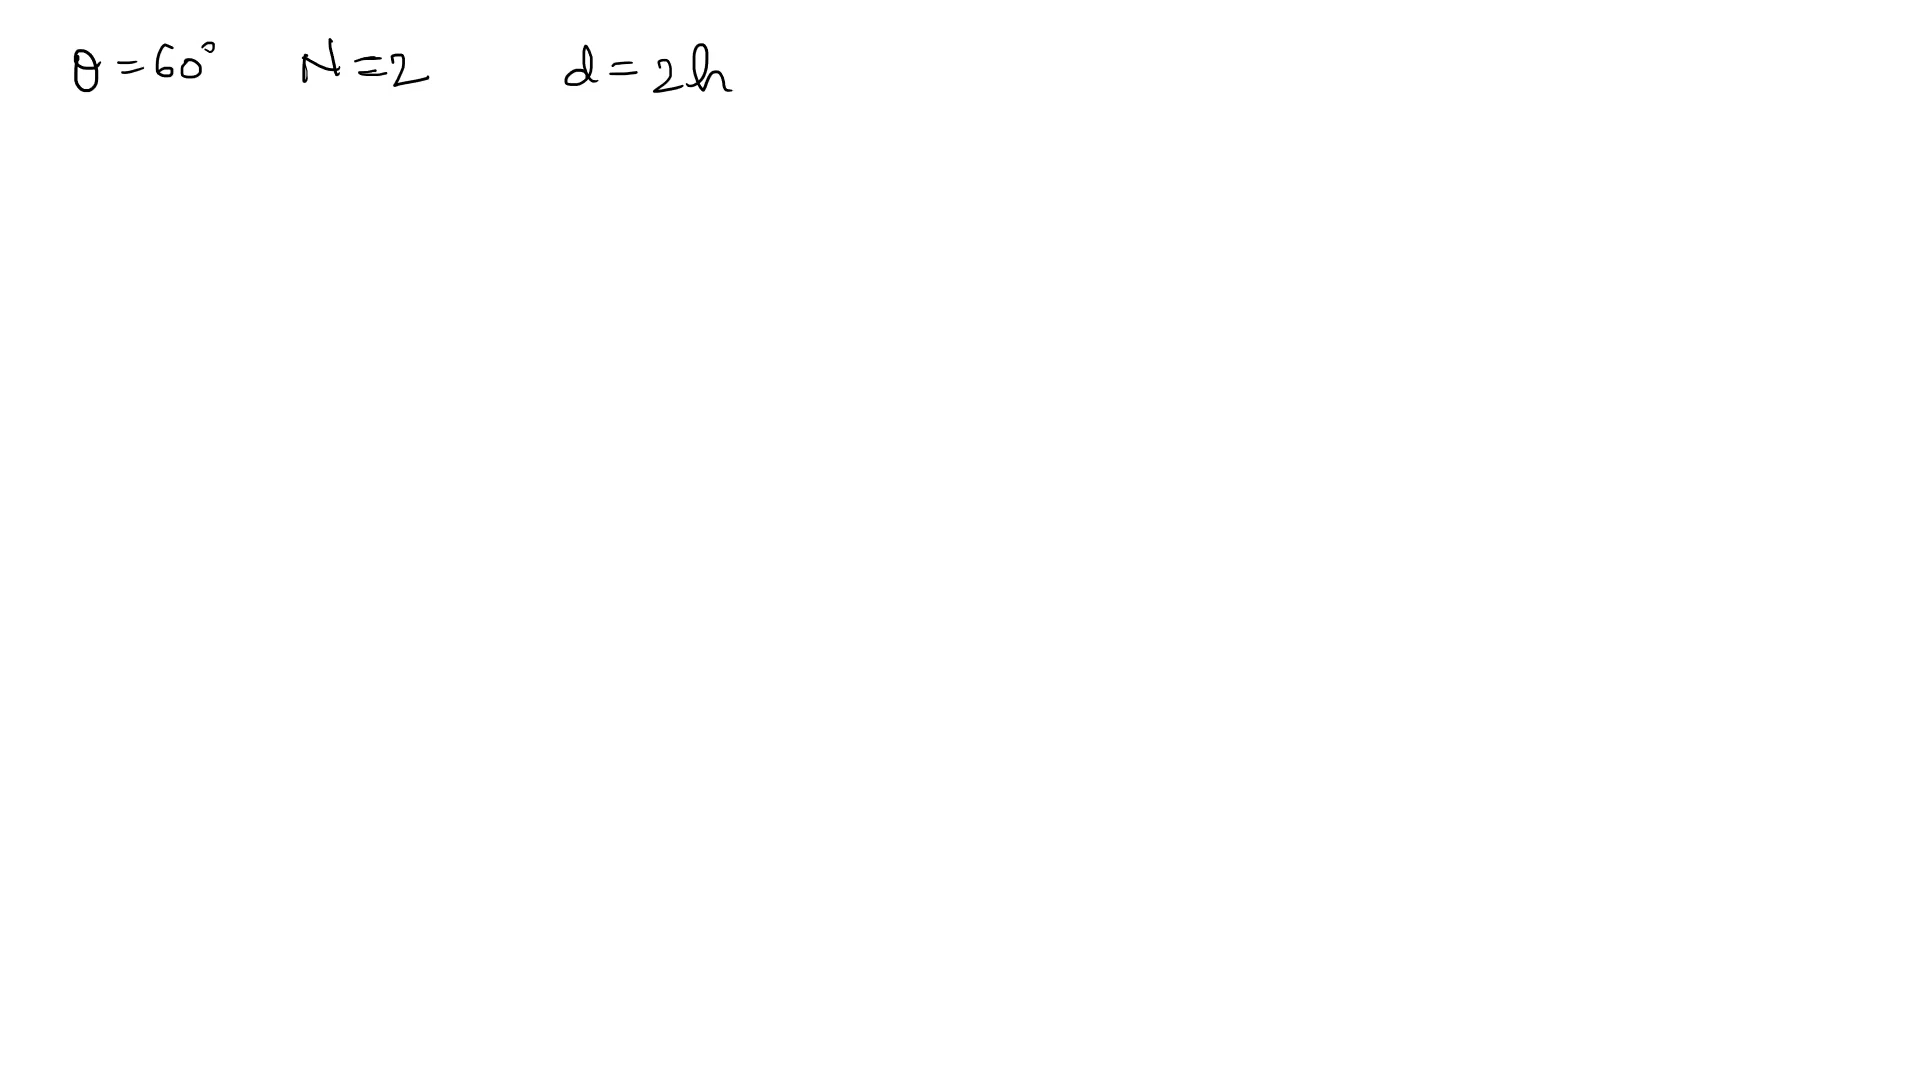 θ = 60° N = 2 d = 2h